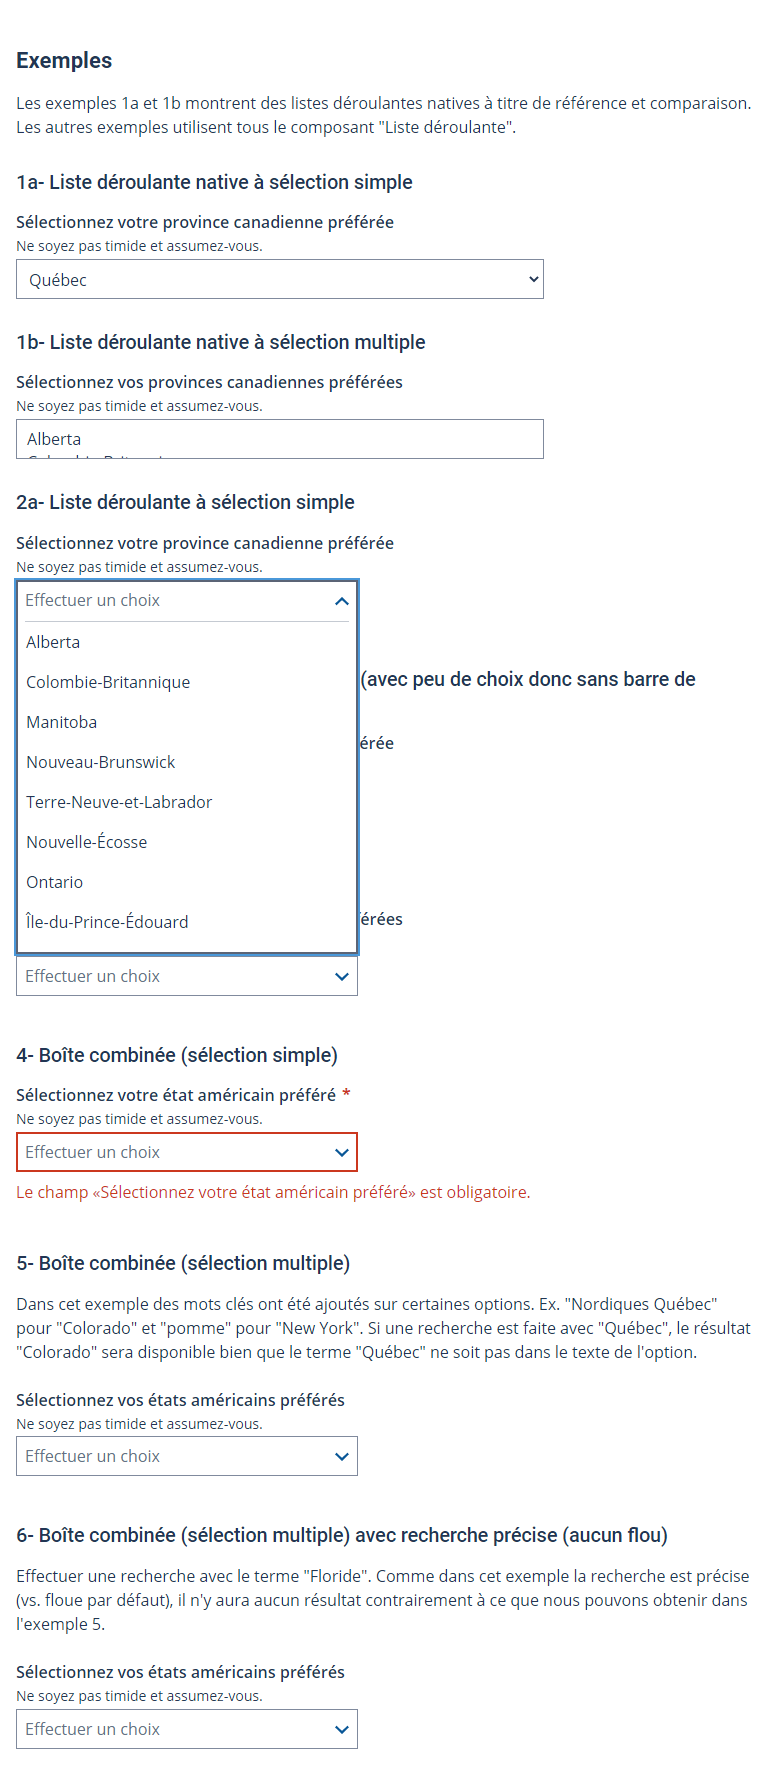 Exemples
Les exemples 1a et 1b montrent des listes déroulantes natives à titre de référence et comparaison.
Les autres exemples utilisent tous le composant "Liste déroulante".
1a- Liste déroulante native à sélection simple
Sélectionnez votre province canadienne préférée
Ne soyez pas timide et assumez-vous.
Québec
1b- Liste déroulante native à sélection multiple
Sélectionnez vos provinces canadiennes préférées
Ne soyez pas timide et assumez-vous.
Alberta
2a- Liste déroulante à sélection simple
Sélectionnez votre province canadienne préférée
Ne soyez pas timide et assumez-vous.
Effectuer un choix
Alberta
(avec peu de choix donc sans barre de
Colombie-Britannique
Manitoba
érée
Nouveau-Brunswick
Terre-Neuve-et-Labrador
Nouvelle-Écosse
Ontario
Île-du-Prince-Édouard
érées
Effectuer un choix
4- Boîte combinée (sélection simple)
Sélectionnez votre état américain préféré *
Ne soyez pas timide et assumez-vous.
Effectuer un choix
Le champ «Sélectionnez votre état américain préféré» est obligatoire.
5- Boîte combinée (sélection multiple)
Dans cet exemple des mots clés ont été ajoutés sur certaines options. Ex. "Nordiques Québec"
pour "Colorado" et "pomme" pour "New York". Si une recherche est faite avec "Québec", le résultat
"Colorado" sera disponible bien que le terme "Québec" ne soit pas dans le texte de l'option.
Sélectionnez vos états américains préférés
Ne soyez pas timide et assumez-vous.
Effectuer un choix
6- Boîte combinée (sélection multiple) avec recherche précise (aucun flou)
Effectuer une recherche avec le terme "Floride". Comme dans cet exemple la recherche est précise
(vs. floue par défaut), il n'y aura aucun résultat contrairement à ce que nous pouvons obtenir dans
l'exemple 5.
Sélectionnez vos états américains préférés
Ne soyez pas timide et assumez-vous.
Effectuer un choix